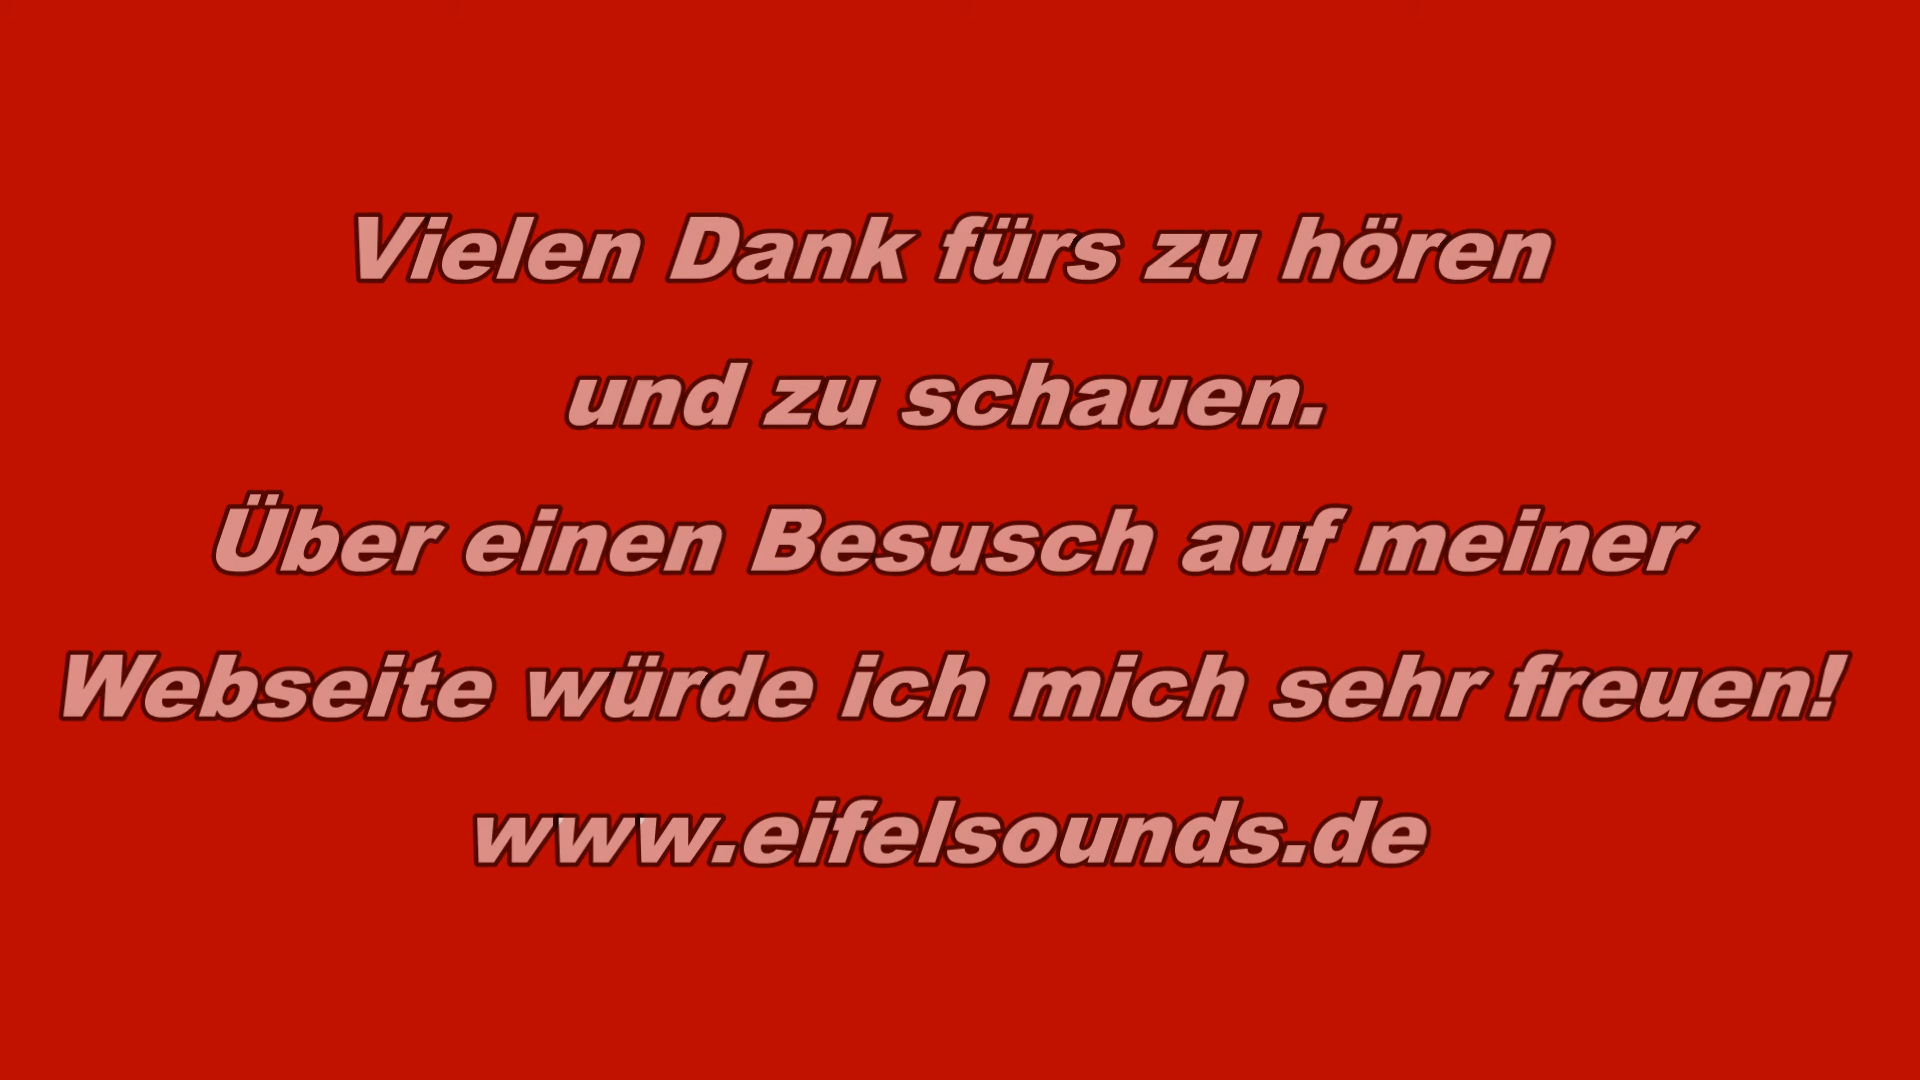 Vielen Dank fürs zu hören
und zu schauen.
Über einen Besusch auf meiner
Webseite würde ich mich sehr freuen!
www.eifelsounds.de